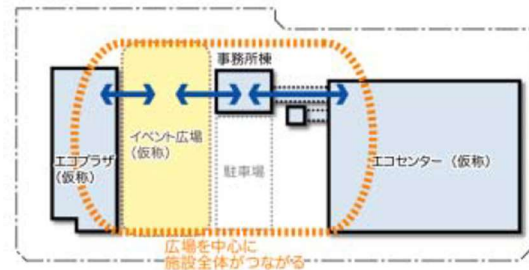 事務所棟
イベント広場
(仮称)
エコプラザ
(仮称)
駐車場
エコセンター (仮称)
広場を中心に
施設全体がつながる